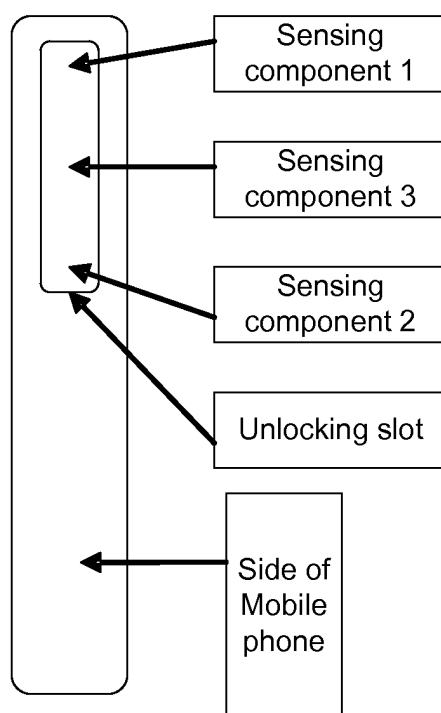 Sensing
component 1
Sensing
component 3
Sensing
component 2
Unlocking slot
Side of
Mobile
phone